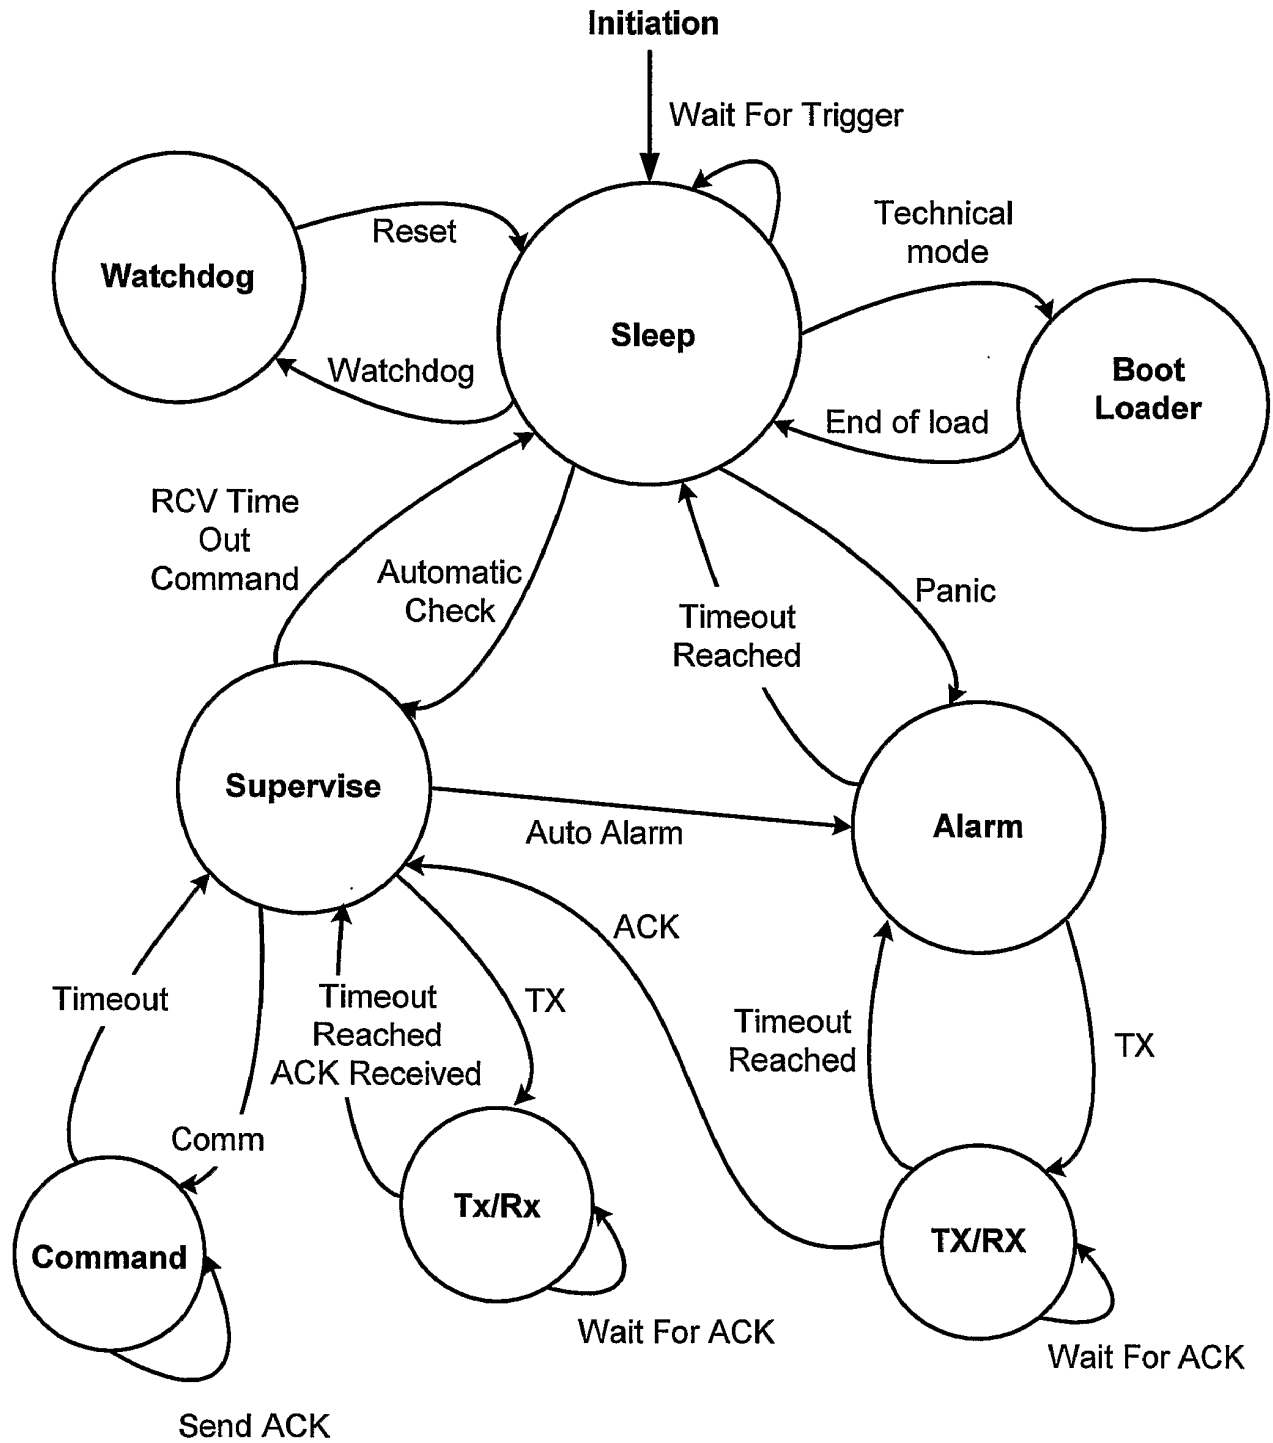 Initiation
Wait For Trigger
Technical
mode
Reset
Watchdog
Sleep
Watchdog
Boot
Loader
End of load
RCV Time
Out
Command
Automatic
Check
Panic
Timeout
Reached
Supervise
Auto Alarm
Alarm
ACK
Timeout
Timeout
Reached
ACK Received
TX
Timeout
Reached
TX
Comm
Command
Tx/Rx
TX/RX
Wait For ACK
Wait For ACK
Send ACK